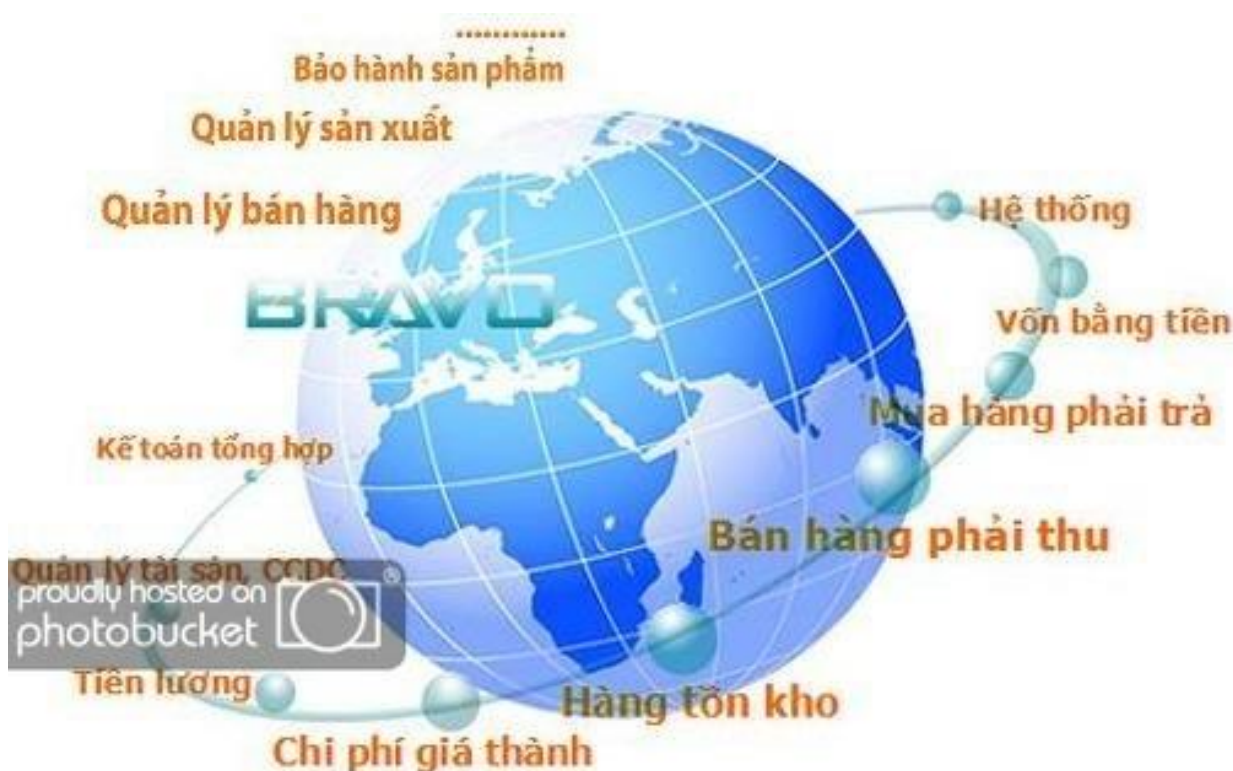 ............
Bảo hành sản phẩm
Quản lý sản xuất
Quản lý bán hàng
Hệ thống
BRAVO
Vốn bằng tiền
Mua hàng phải trả
Kế toán tổng hợp
Bán hàng phải thu
Quản lý tài sản, CCDC
proudly hosted on
photobucket®
Tiền lương
Hàng tồn kho
Chi phí giá thành